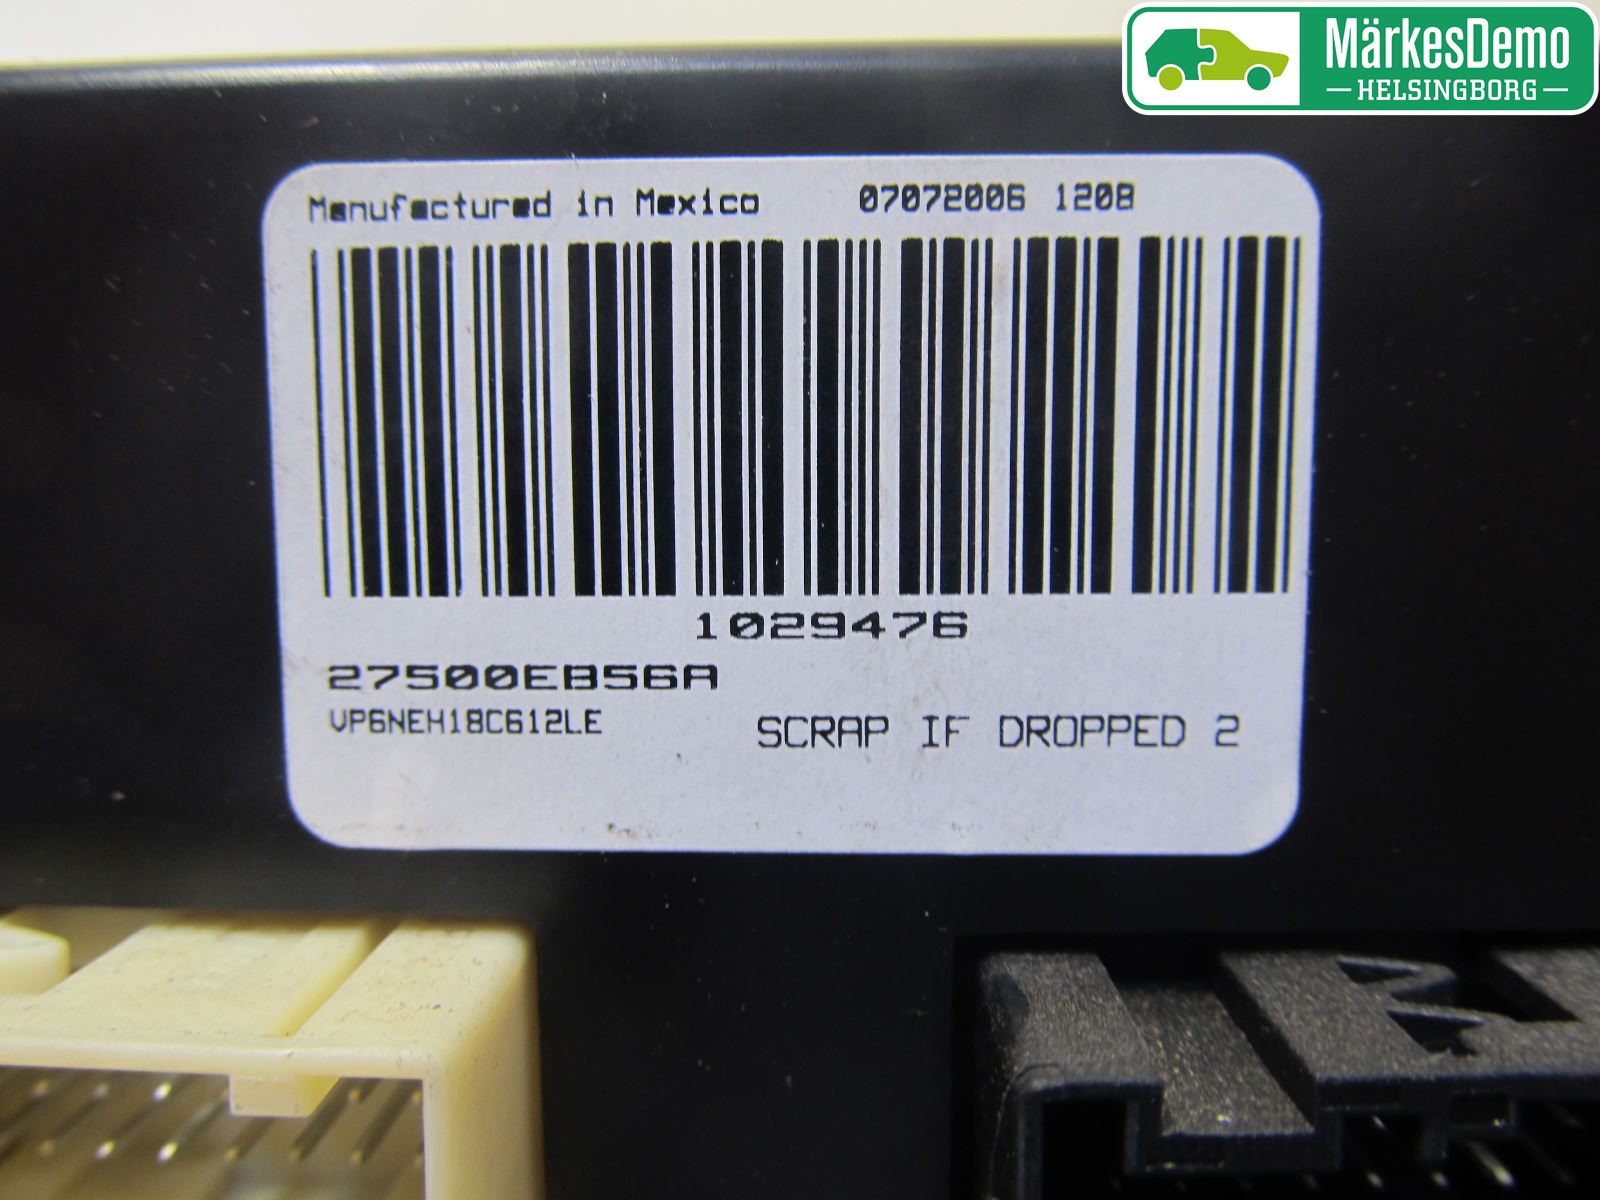 MärkesDemo
HELSINGBORG
Manufactured in Mexico 07072006 1208
1029476
27500EB56A
VP6NEH18C612LE
SCRAP IF DROPPED 2